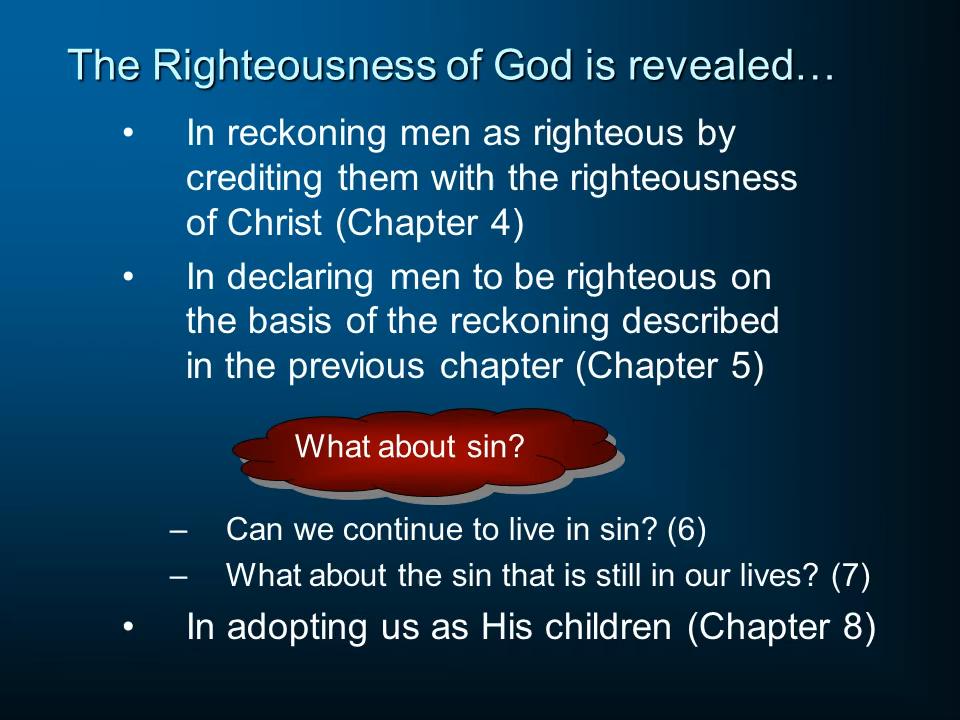 The Righteousness of God is revealed…
• In reckoning men as righteous by
crediting them with the righteousness
of Christ (Chapter 4)
• In declaring men to be righteous on
the basis of the reckoning described
in the previous chapter (Chapter 5)
What about sin?
– Can we continue to live in sin? (6)
– What about the sin that is still in our lives? (7)
• In adopting us as His children (Chapter 8)